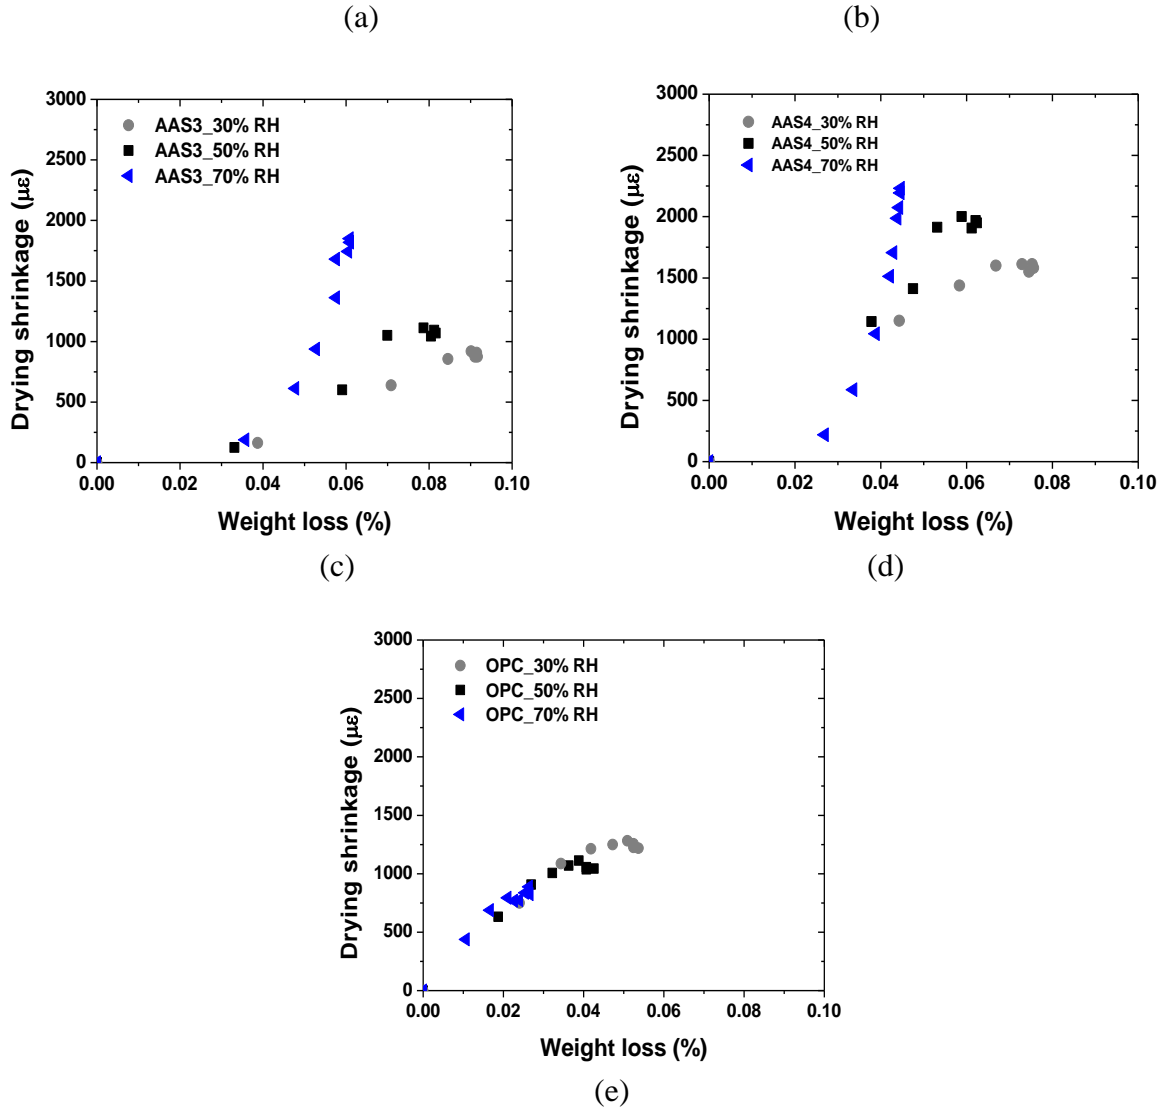 (a) (b)
3000
2500
2000
1500
1000
500
0
Drying shrinkage (με)
AAS3_30% RH
AAS3_50% RH
AAS3_70% RH
0.00 0.02 0.04 0.06 0.08 0.10
Weight loss (%)
(c)
3000
2500
2000
1500
1000
500
0
Drying shrinkage (με)
AAS4_30% RH
AAS4_50% RH
AAS4_70% RH
0.00 0.02 0.04 0.06 0.08 0.10
Weight loss (%)
(d)
3000
2500
2000
1500
1000
500
0
Drying shrinkage (με)
OPC_30% RH
OPC_50% RH
OPC_70% RH
0.00 0.02 0.04 0.06 0.08 0.10
Weight loss (%)
(e)